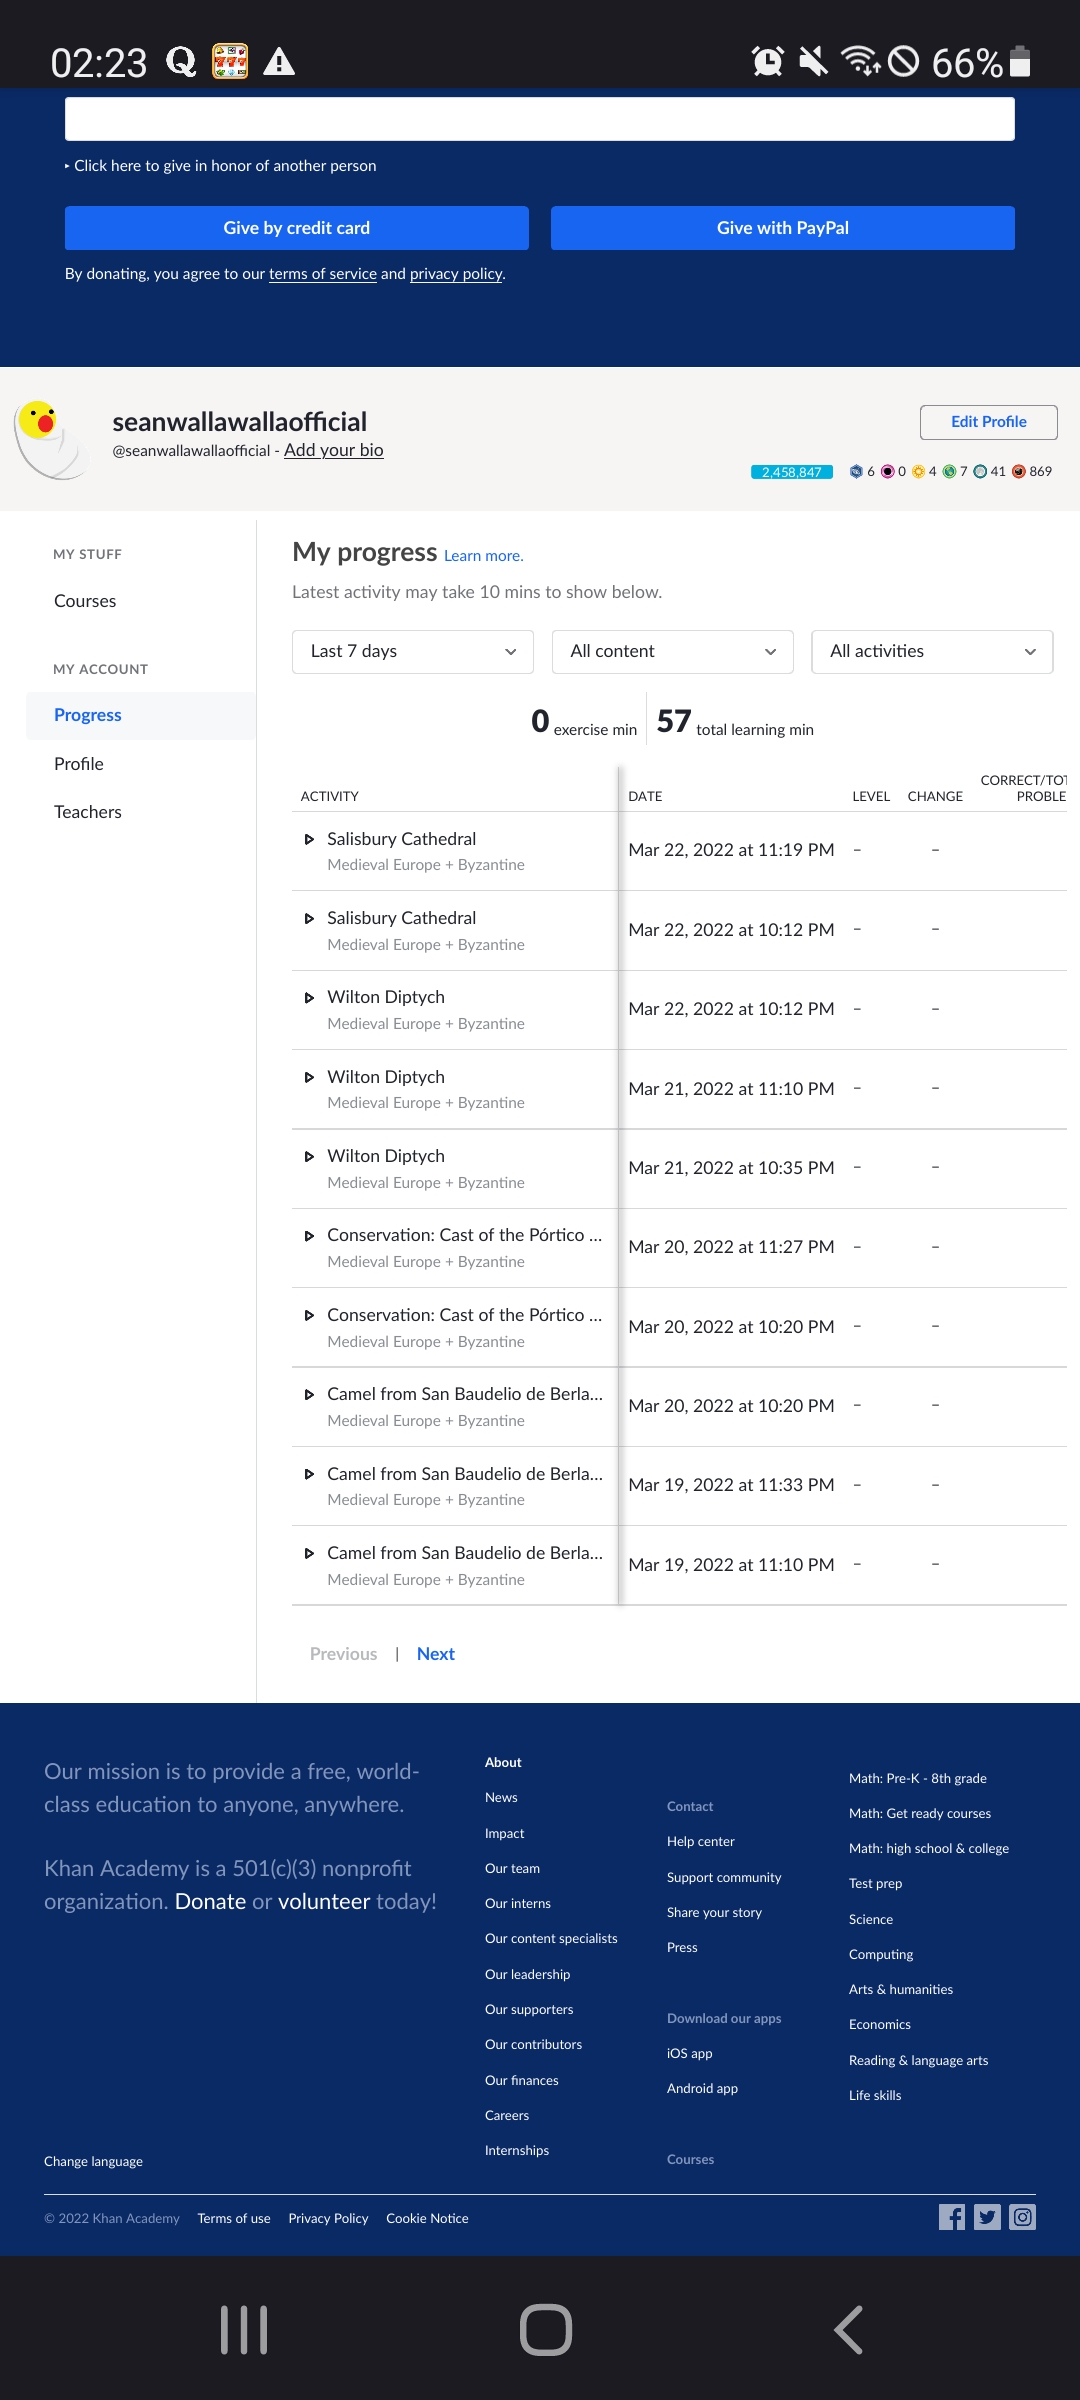 02:23
66%
▸ Click here to give in honor of another person
Give by credit card
Give with PayPal
By donating, you agree to our terms of service and privacy policy.
seanwallawallaofficial
@seanwallawallaofficial - Add your bio
Edit Profile
2,458,847 6 0 4 7 41 869
MY STUFF
Courses
MY ACCOUNT
Progress
Profile
Teachers
My progress Learn more.
Latest activity may take 10 mins to show below.
Last 7 days
All content
All activities
0 exercise min
57 total learning min
ACTIVITY DATE LEVEL CHANGE CORRECT/TOT
PROBLE
Salisbury Cathedral
Medieval Europe + Byzantine
Mar 22, 2022 at 11:19 PM – –
Salisbury Cathedral
Medieval Europe + Byzantine
Mar 22, 2022 at 10:12 PM – –
Wilton Diptych
Medieval Europe + Byzantine
Mar 22, 2022 at 10:12 PM – –
Wilton Diptych
Medieval Europe + Byzantine
Mar 21, 2022 at 11:10 PM – –
Wilton Diptych
Medieval Europe + Byzantine
Mar 21, 2022 at 10:35 PM – –
Conservation: Cast of the Pórtico ...
Medieval Europe + Byzantine
Mar 20, 2022 at 11:27 PM – –
Conservation: Cast of the Pórtico ...
Medieval Europe + Byzantine
Mar 20, 2022 at 10:20 PM – –
Camel from San Baudelio de Berla...
Medieval Europe + Byzantine
Mar 20, 2022 at 10:20 PM – –
Camel from San Baudelio de Berla...
Medieval Europe + Byzantine
Mar 19, 2022 at 11:33 PM – –
Camel from San Baudelio de Berla...
Medieval Europe + Byzantine
Mar 19, 2022 at 11:10 PM – –
Previous | Next
Our mission is to provide a free, world-
class education to anyone, anywhere.
Khan Academy is a 501(c)(3) nonprofit
organization. Donate or volunteer today!
Change language
About
News
Impact
Our team
Our interns
Our content specialists
Our leadership
Our supporters
Our contributors
Our finances
Careers
Internships
Contact
Help center
Support community
Share your story
Press
Download our apps
iOS app
Android app
Courses
Math: Pre-K - 8th grade
Math: Get ready courses
Math: high school & college
Test prep
Science
Computing
Arts & humanities
Economics
Reading & language arts
Life skills
© 2022 Khan Academy Terms of use Privacy Policy Cookie Notice